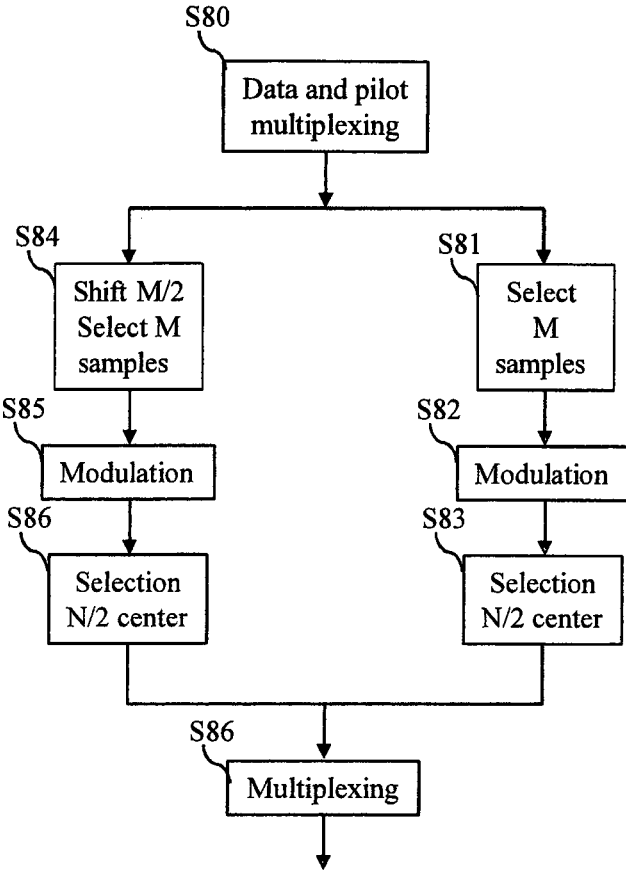 S80
Data and pilot
multiplexing
S84
Shift M/2
Select M
samples
S81
Select
M
samples
S85
Modulation
S82
Modulation
S86
Selection
N/2 center
S83
Selection
N/2 center
S86
Multiplexing